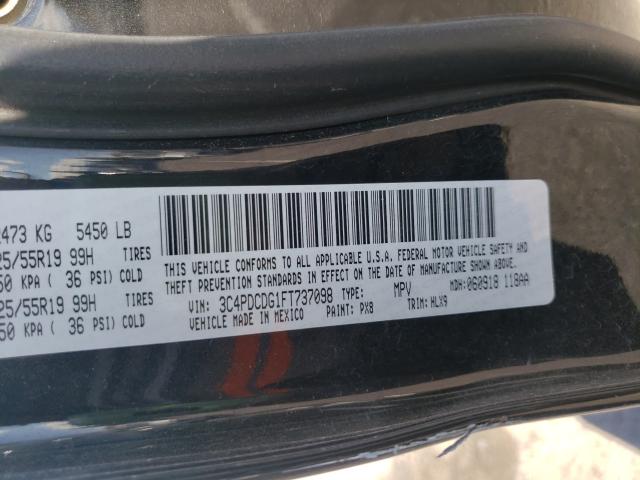 2473 KG 5450 LB
25/55R19 99H TIRES
50 KPA ( 36 PSI) COLD
25/55R19 99H TIRES
50 KPA ( 36 PSI) COLD
THIS VEHICLE CONFORMS TO ALL APPLICABLE U.S.A. FEDERAL MOTOR VEHICLE SAFETY AND
THEFT PREVENTION STANDARDS IN EFFECT ON THE DATE OF MANUFACTURE SHOWN ABOVE.
VIN: 3C4PDCDG1FT737098 TYPE: MPV MDH: 060918 118AA
VEHICLE MADE IN MEXICO PAINT: PX8 TRIM: HLX9